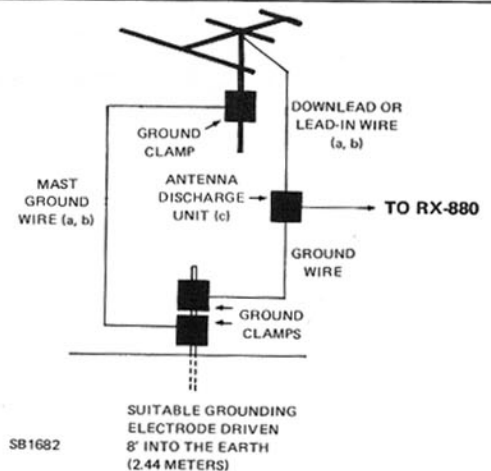 GROUND
CLAMP
DOWNLEAD OR
LEAD-IN WIRE
(a, b)
MAST
GROUND
WIRE (a, b)
ANTENNA
DISCHARGE
UNIT (c)
TO RX-880
GROUND
WIRE
GROUND
CLAMPS
SUITABLE GROUNDING
ELECTRODE DRIVEN
8' INTO THE EARTH
(2.44 METERS)
SB1682